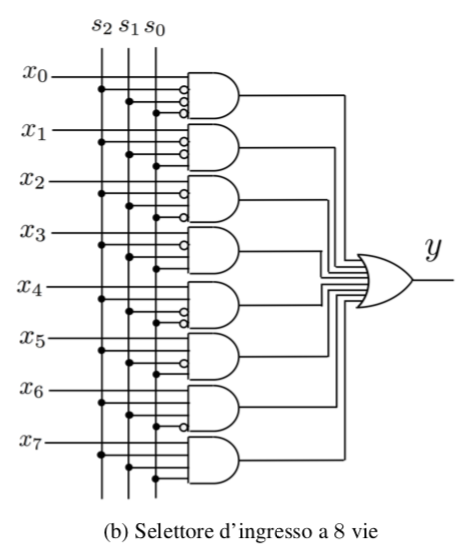 s₂ s₁ s₀
x₀
x₁
x₂
x₃
y
x₄
x₅
x₆
x₇
(b) Selettore d'ingresso a 8 vie